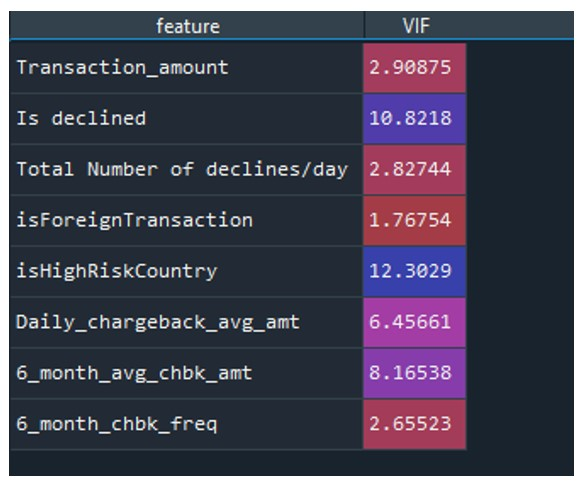 feature VIF
Transaction_amount 2.90875
Is declined 10.8218
Total Number of declines/day 2.82744
isForeignTransaction 1.76754
isHighRiskCountry 12.3029
Daily_chargeback_avg_amt 6.45661
6_month_avg_chbk_amt 8.16538
6_month_chbk_freq 2.65523